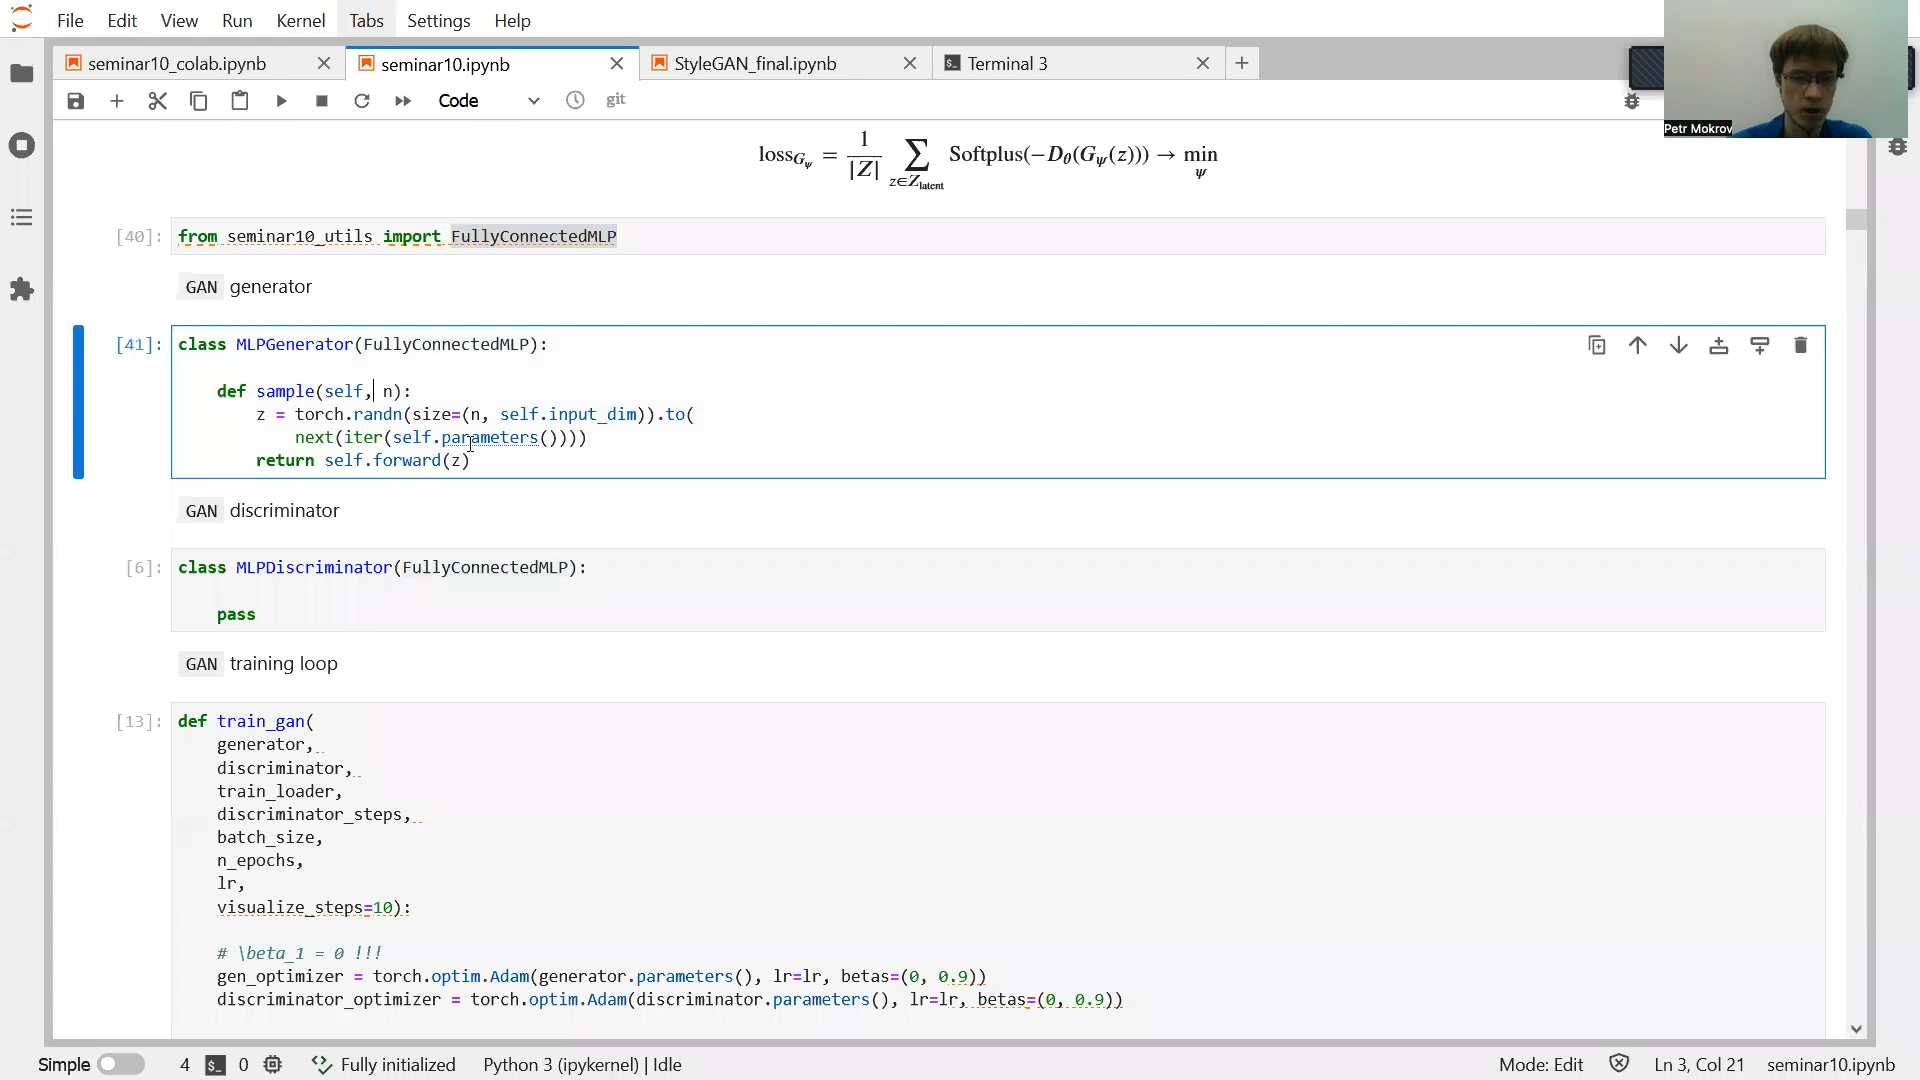 File Edit View Run Kernel Tabs Settings Help
seminar10_colab.ipynb seminar10.ipynb StyleGAN_final.ipynb Terminal 3
Code git
Petr Mokrov
loss_{G_ψ} = \frac{1}{|Z|} \sum_{z∈Z_{latent}} Softplus(−D_θ(G_ψ(z))) → \min_ψ
[40]: from seminar10_utils import FullyConnectedMLP
GAN generator
[41]: class MLPGenerator(FullyConnectedMLP):
def sample(self, n):
z = torch.randn(size=(n, self.input_dim)).to(
next(iter(self.parameters())))
return self.forward(z)
GAN discriminator
[6]: class MLPDiscriminator(FullyConnectedMLP):
pass
GAN training loop
[13]: def train_gan(
generator,
discriminator,
train_loader,
discriminator_steps,
batch_size,
n_epochs,
lr,
visualize_steps=10):
# \beta_1 = 0 !!!
gen_optimizer = torch.optim.Adam(generator.parameters(), lr=lr, betas=(0, 0.9))
discriminator_optimizer = torch.optim.Adam(discriminator.parameters(), lr=lr, betas=(0, 0.9))
Simple 4 $_ 0 Fully initialized Python 3 (ipykernel) | Idle Mode: Edit Ln 3, Col 21 seminar10.ipynb